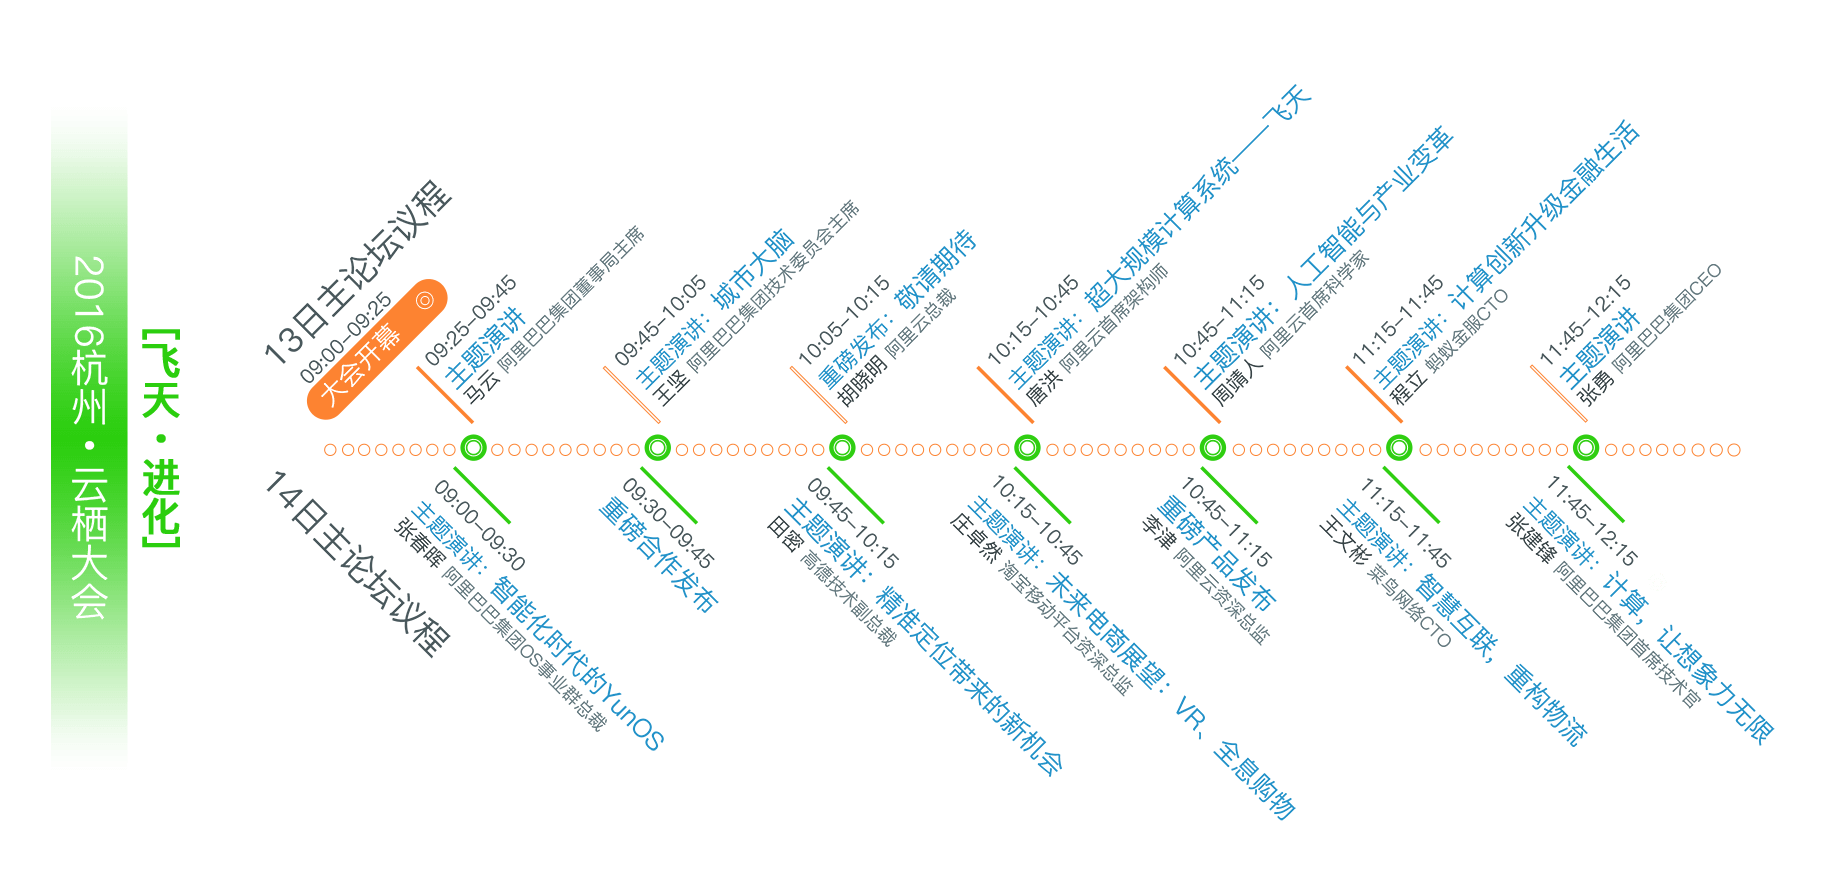 2016杭州·云栖大会
［飞天·进化］
13日主论坛议程
09:00-09:25
大会开幕
09:25-09:45
主题演讲
马云 阿里巴巴集团董事局主席
09:45-10:05
主题演讲：城市大脑
王坚 阿里巴巴集团技术委员会主席
10:05-10:15
重磅发布：敬请期待
胡晓明 阿里云总裁
10:15-10:45
主题演讲：超大规模计算系统——飞天
唐洪 阿里云首席架构师
10:45-11:15
主题演讲：人工智能与产业变革
周靖人 阿里云首席科学家
11:15-11:45
主题演讲：计算创新升级金融生活
程立 蚂蚁金服CTO
11:45-12:15
主题演讲
张勇 阿里巴巴集团CEO
14日主论坛议程
09:00-09:30
主题演讲：智能化时代的YunOS
张春晖 阿里巴巴集团OS事业群总裁
09:30-09:45
重磅合作发布
09:45-10:15
主题演讲：精准定位带来的新机会
田密 高德技术副总裁
10:15-10:45
主题演讲：未来电商展望：VR、全息购物
庄卓然 淘宝移动平台资深总监
10:45-11:15
重磅产品发布
李津 阿里云资深总监
11:15-11:45
主题演讲：智慧互联，重构物流
王文彬 菜鸟网络CTO
11:45-12:15
主题演讲：计算，让想象力无限
张建锋 阿里巴巴集团首席技术官